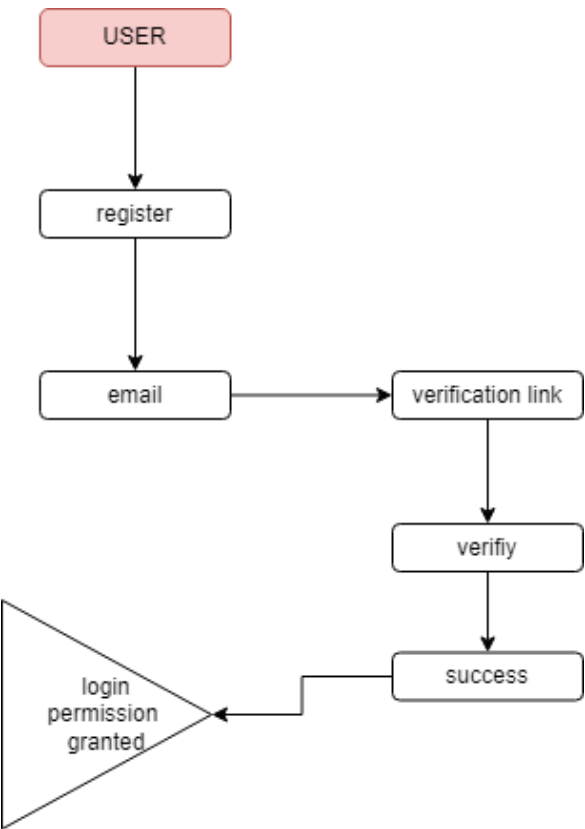 USER
register
email
verification link
verifiy
success
login
permission
granted